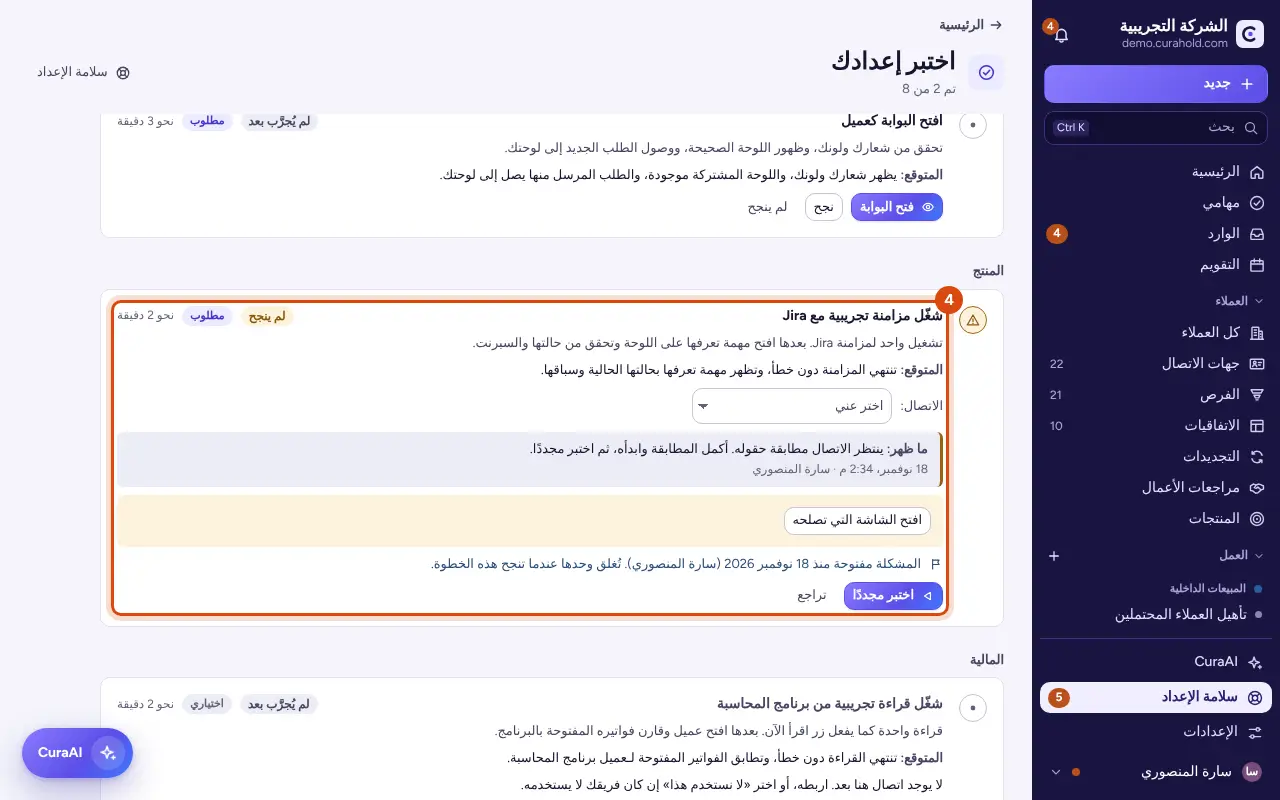 الشركة التجريبية
demo.curahold.com
4
جديد
بحث
Ctrl K
الرئيسية
مهامي
الوارد
4
التقويم
العملاء
كل العملاء
جهات الاتصال
22
الفرص
21
الاتفاقيات
10
التجديدات
مراجعات الأعمال
المنتجات
العمل
المبيعات الداخلية
تأهيل العملاء المحتملين
CuraAI
سلامة الإعداد
5
الإعدادات
سا
سارة المنصوري
الرئيسية
اختبر إعدادك
تم 2 من 8
سلامة الإعداد
افتح البوابة كعميل
لم يُجرَّب بعد
مطلوب
نحو 3 دقيقة
تحقق من شعارك ولونك، وظهور اللوحة الصحيحة، ووصول الطلب الجديد إلى لوحتك.
المتوقع: يظهر شعارك ولونك، واللوحة المشتركة موجودة، والطلب المرسل منها يصل إلى لوحتك.
فتح البوابة
نجح
لم ينجح
المنتج
4
شغّل مزامنة تجريبية مع Jira
لم ينجح
مطلوب
نحو 2 دقيقة
تشغيل واحد لمزامنة Jira. بعدها افتح مهمة تعرفها على اللوحة وتحقق من حالتها والسبرنت.
المتوقع: تنتهي المزامنة دون خطأ، وتظهر مهمة تعرفها بحالتها الحالية وسباقها.
الاتصال:
اختر عني
ما ظهر: ينتظر الاتصال مطابقة حقوله. أكمل المطابقة وابدأه، ثم اختبر مجددًا.
18 نوفمبر، 2:34 م · سارة المنصوري
افتح الشاشة التي تصلحه
المشكلة مفتوحة منذ 18 نوفمبر 2026 (سارة المنصوري). تُغلق وحدها عندما تنجح هذه الخطوة.
اختبر مجددًا
تراجع
المالية
شغّل قراءة تجريبية من برنامج المحاسبة
لم يُجرَّب بعد
اختياري
نحو 2 دقيقة
قراءة واحدة كما يفعل زر اقرأ الآن. بعدها افتح عميل وقارن فواتيره المفتوحة بالبرنامج.
المتوقع: تنتهي القراءة دون خطأ، وتطابق الفواتير المفتوحة لـعميل برنامج المحاسبة.
لا يوجد اتصال هنا بعد. اربطه، أو اختر «لا نستخدم هذا» إن كان فريقك لا يستخدمه.
CuraAI